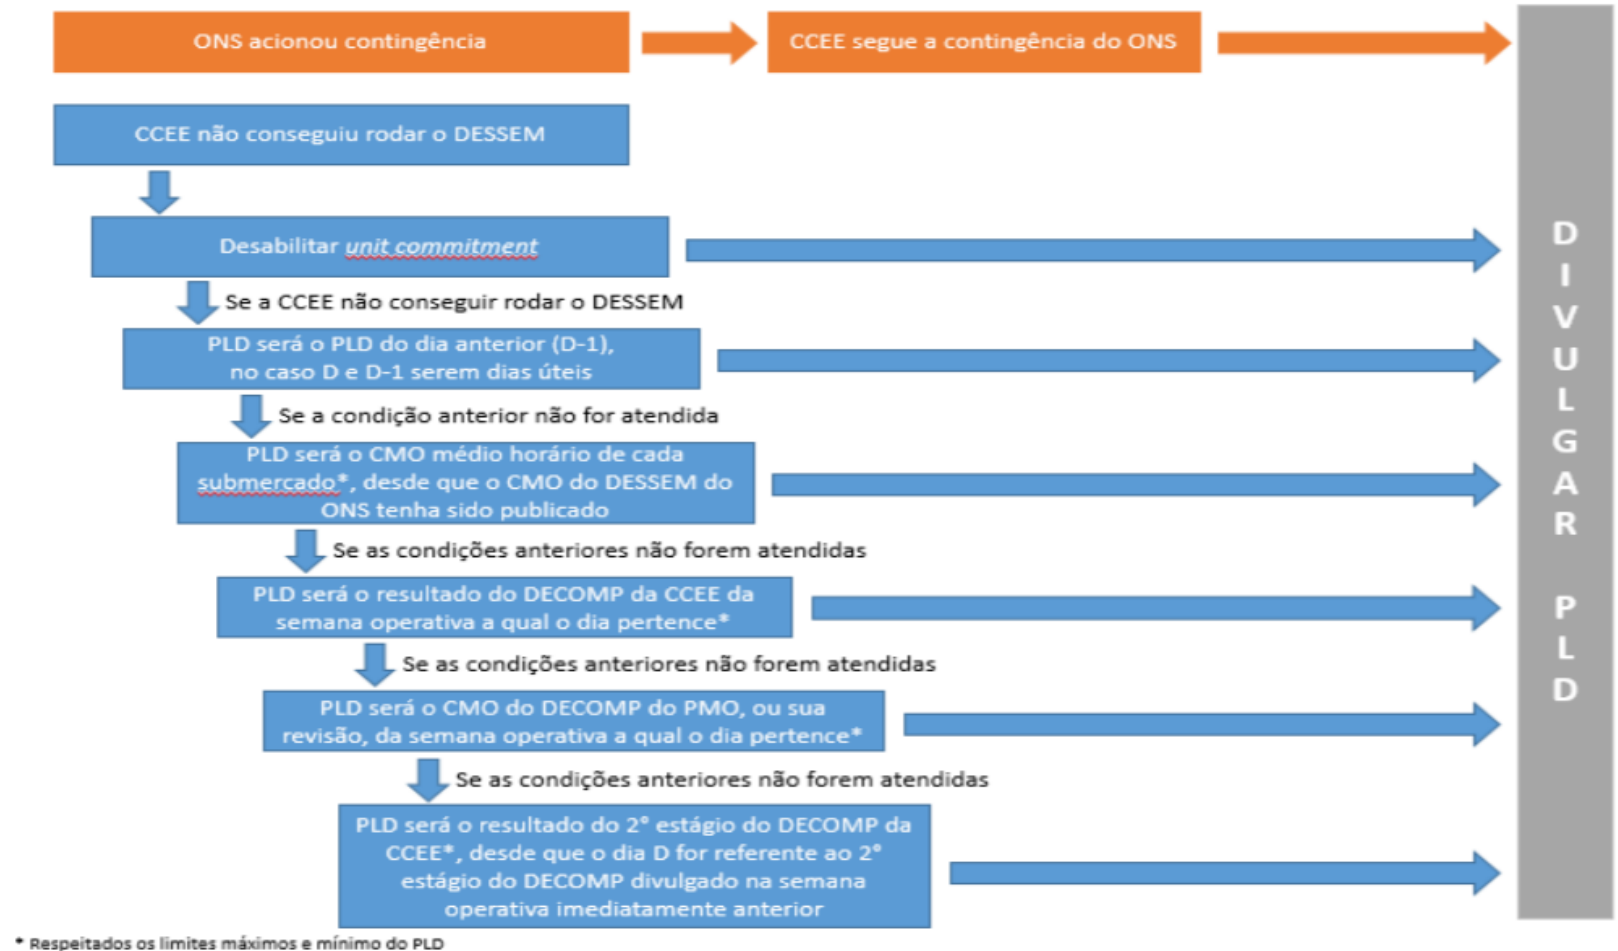 ONS acionou contingência
CCEE segue a contingência do ONS
CCEE não conseguiu rodar o DESSEM
Desabilitar unit commitment
Se a CCEE não conseguir rodar o DESSEM
PLD será o PLD do dia anterior (D-1),
no caso D e D-1 serem dias úteis
Se a condição anterior não for atendida
PLD será o CMO médio horário de cada
submercado*, desde que o CMO do DESSEM do
ONS tenha sido publicado
Se as condições anteriores não forem atendidas
PLD será o resultado do DECOMP da CCEE da
semana operativa a qual o dia pertence*
Se as condições anteriores não forem atendidas
PLD será o CMO do DECOMP do PMO, ou sua
revisão, da semana operativa a qual o dia pertence*
Se as condições anteriores não forem atendidas
PLD será o resultado do 2° estágio do DECOMP da
CCEE*, desde que o dia D for referente ao 2°
estágio do DECOMP divulgado na semana
operativa imediatamente anterior
DIVULGAR PLD
* Respeitados os limites máximos e mínimo do PLD